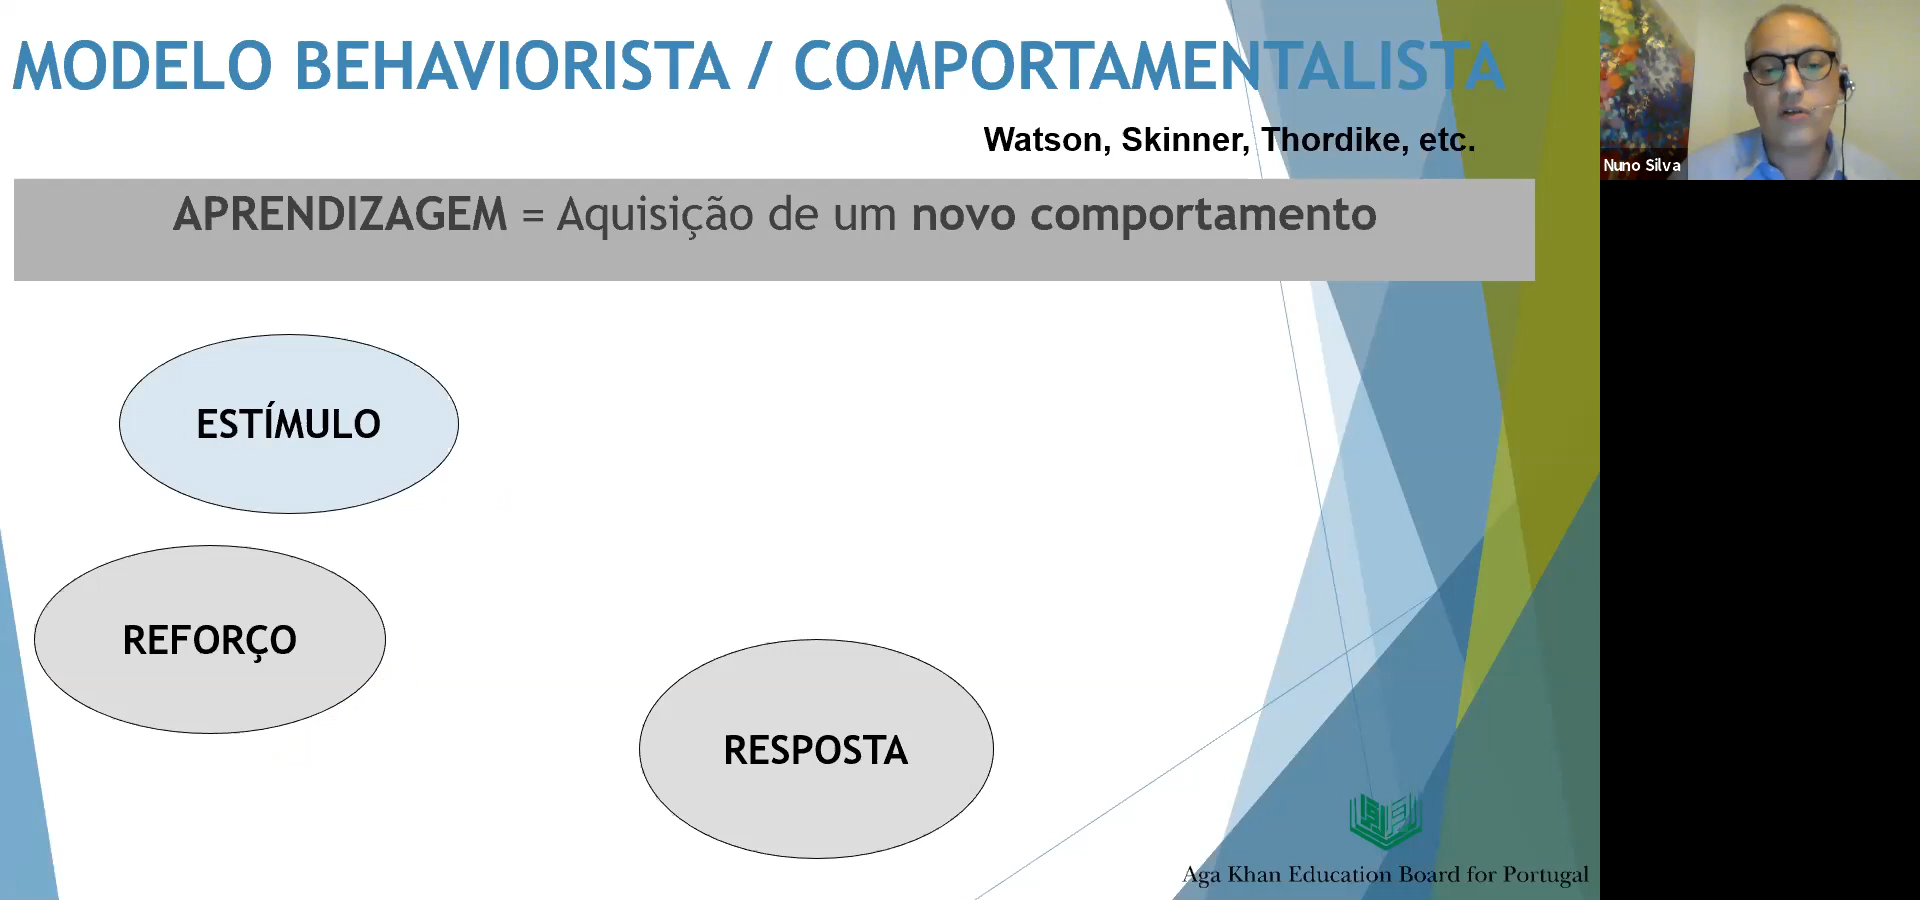 MODELO BEHAVIORISTA / COMPORTAMENTALISTA
Watson, Skinner, Thordike, etc.
APRENDIZAGEM = Aquisição de um novo comportamento
ESTÍMULO
REFORÇO
RESPOSTA
Aga Khan Education Board for Portugal
Nuno Silva